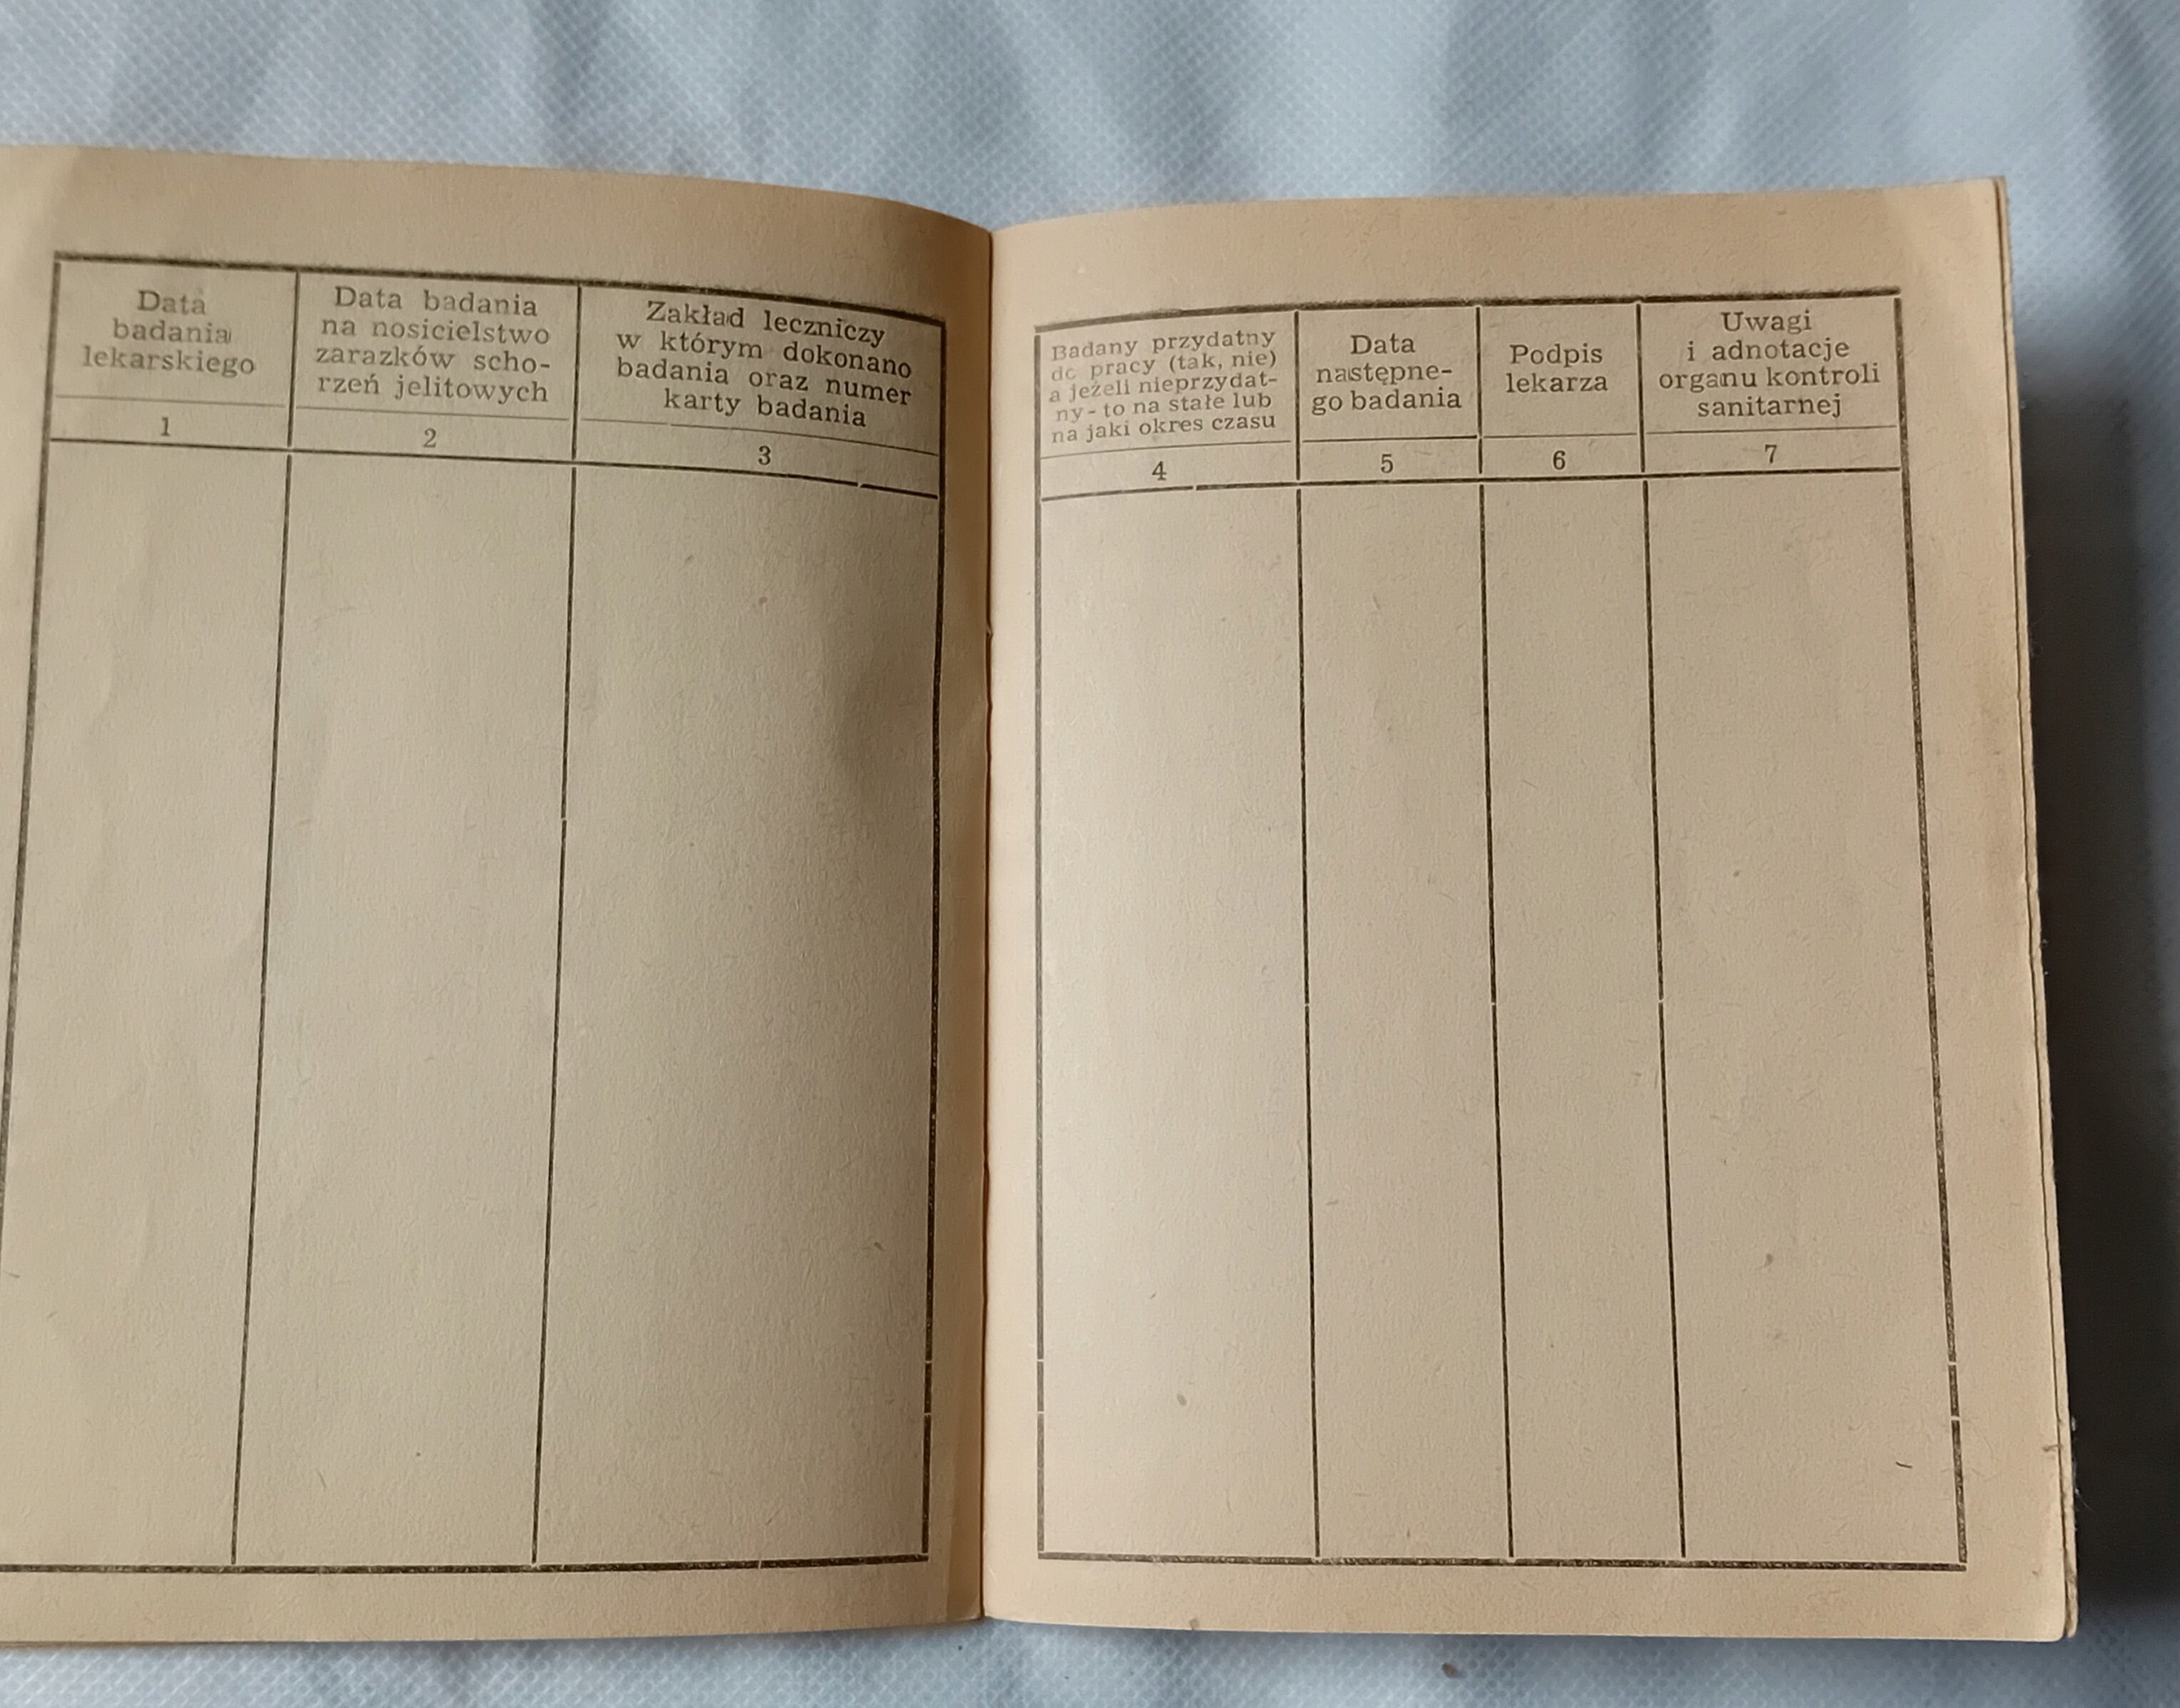 Data
badania
lekarskiego
1
Data badania
na nosicielstwo
zarazków scho-
rzeń jelitowych
2
Zakład leczniczy
w którym dokonano
badania oraz numer
karty badania
3
Badany przydatny
do pracy (tak, nie)
a jeżeli nieprzydat-
ny - to na stałe lub
na jaki okres czasu
4
Data
następne-
go badania
5
Podpis
lekarza
6
Uwagi
i adnotacje
organu kontroli
sanitarnej
7